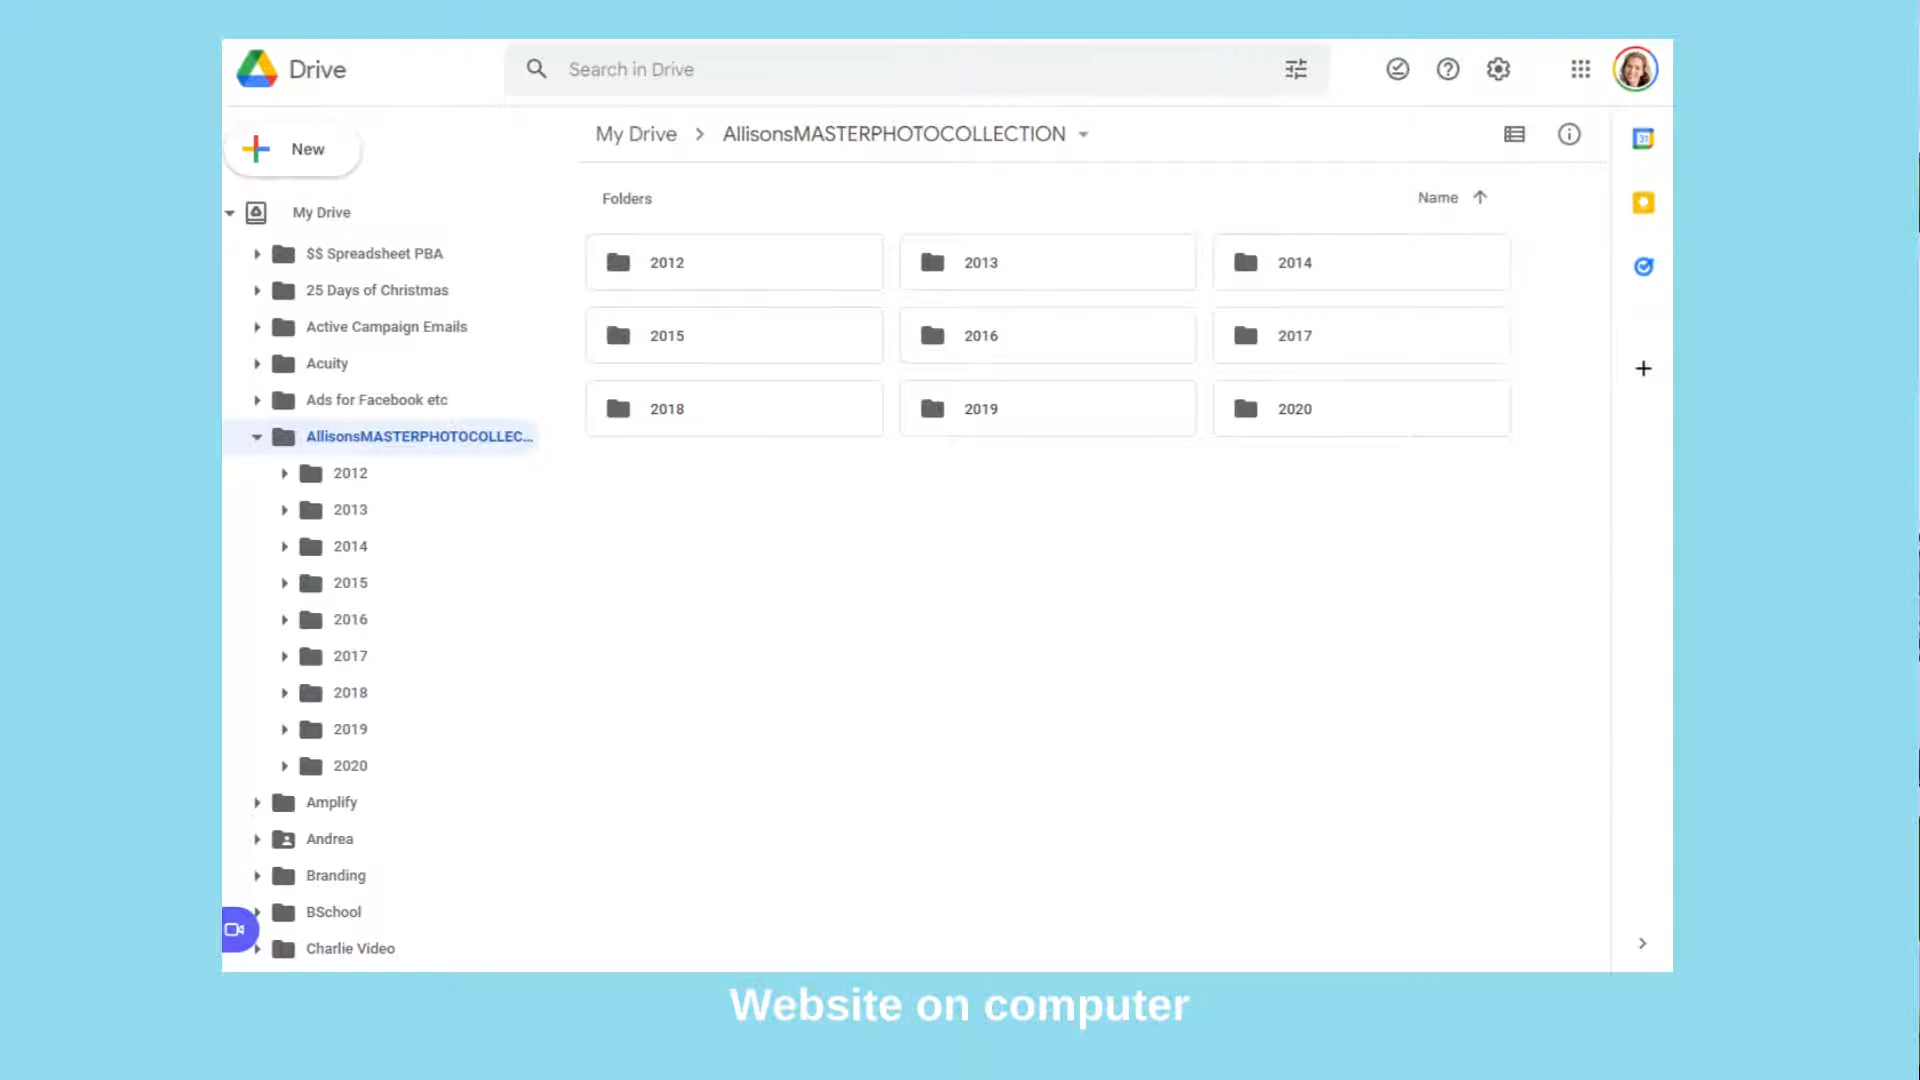 Drive
Search in Drive
New
My Drive > AllisonsMASTERPHOTOCOLLECTION
Folders
Name
My Drive
$$ Spreadsheet PBA
25 Days of Christmas
Active Campaign Emails
Acuity
Ads for Facebook etc
AllisonsMASTERPHOTOCOLLEC...
2012
2013
2014
2015
2016
2017
2018
2019
2020
Amplify
Andrea
Branding
BSchool
Charlie Video
2012
2013
2014
2015
2016
2017
2018
2019
2020
31
Website on computer